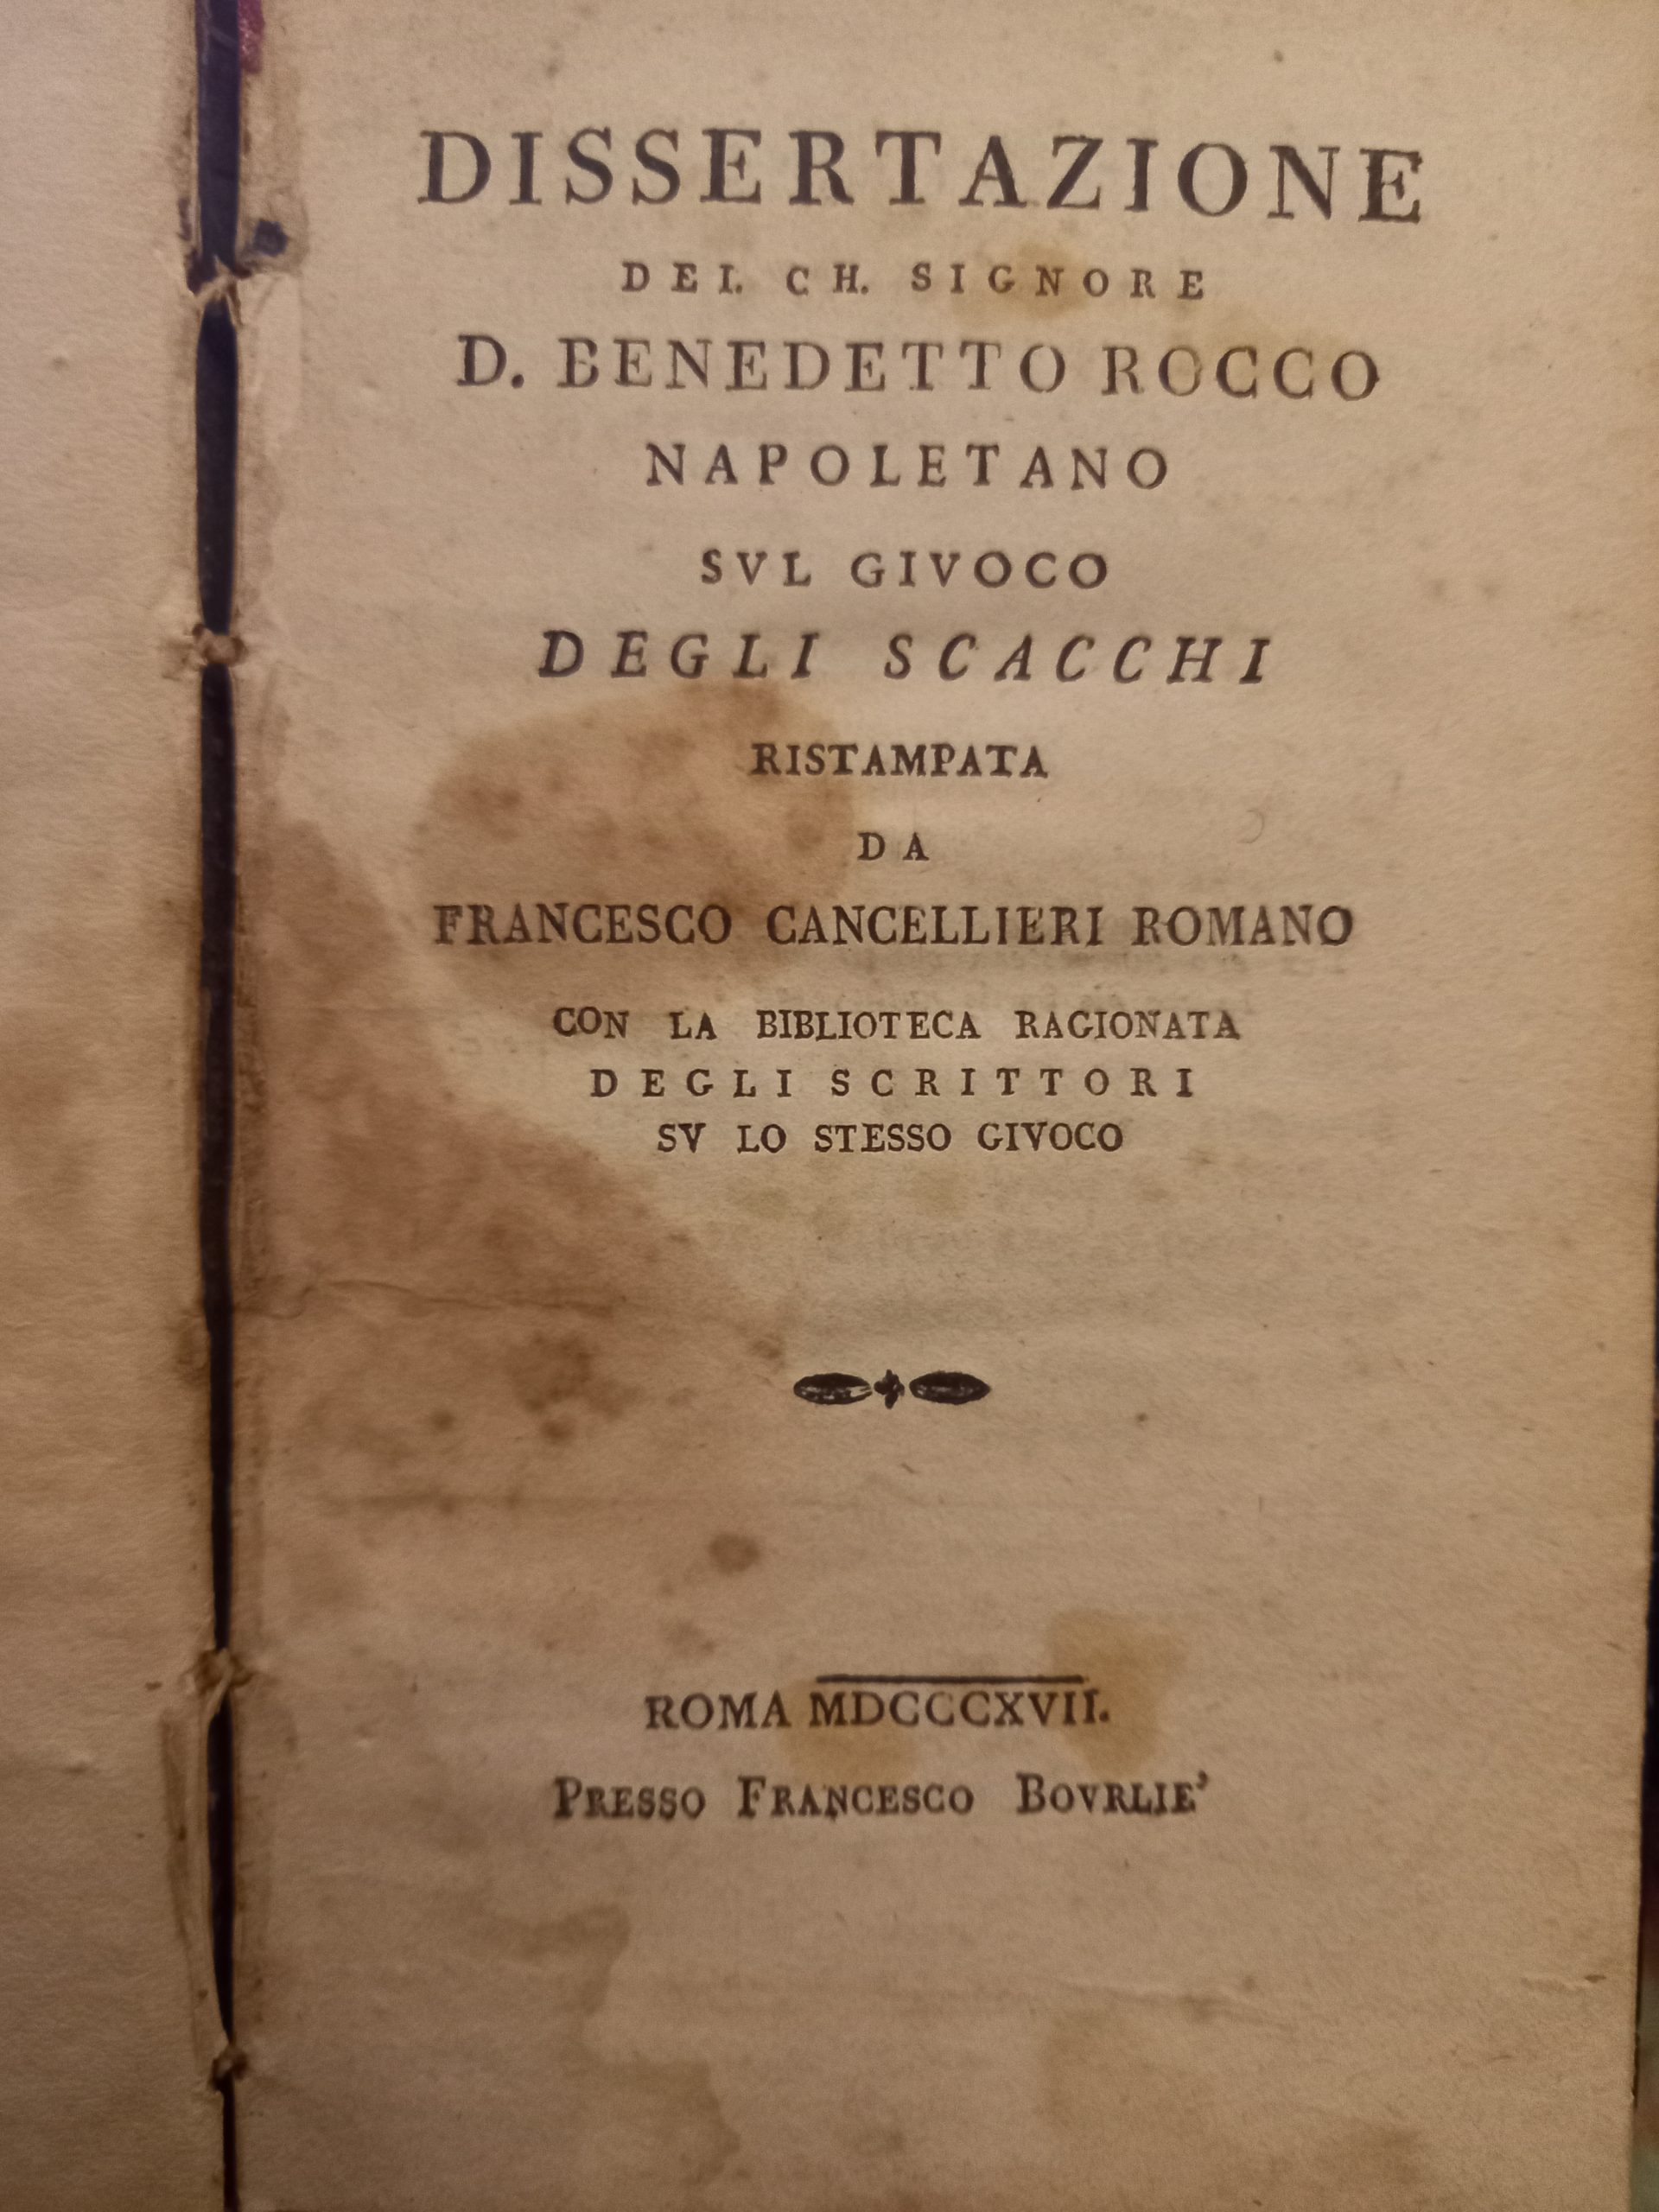 DISSERTAZIONE
DEL CH. SIGNORE
D. BENEDETTO ROCCO
NAPOLETANO
SVL GIVOCO
DEGLI SCACCHI
RISTAMPATA
DA
FRANCESCO CANCELLIERI ROMANO
CON LA BIBLIOTECA RAGIONATA
DEGLI SCRITTORI
SV LO STESSO GIVOCO
ROMA MDCCCXVII.
PRESSO FRANCESCO BOVRLIE'